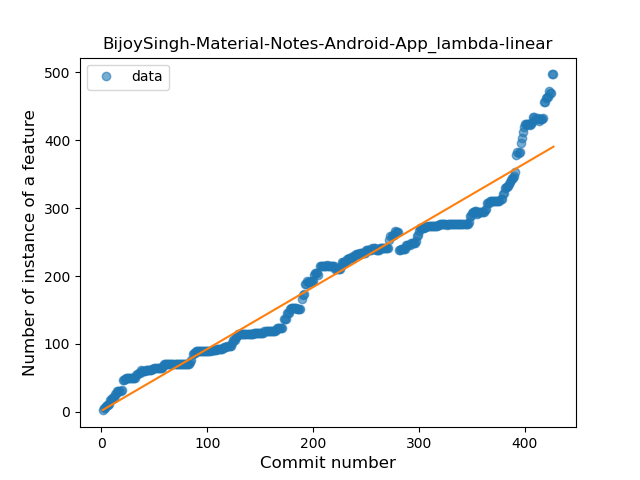 BijoySingh-Material-Notes-Android-App_lambda-linear
data
Number of instance of a feature
500
400
300
200
100
0
0 100 200 300 400
Commit number